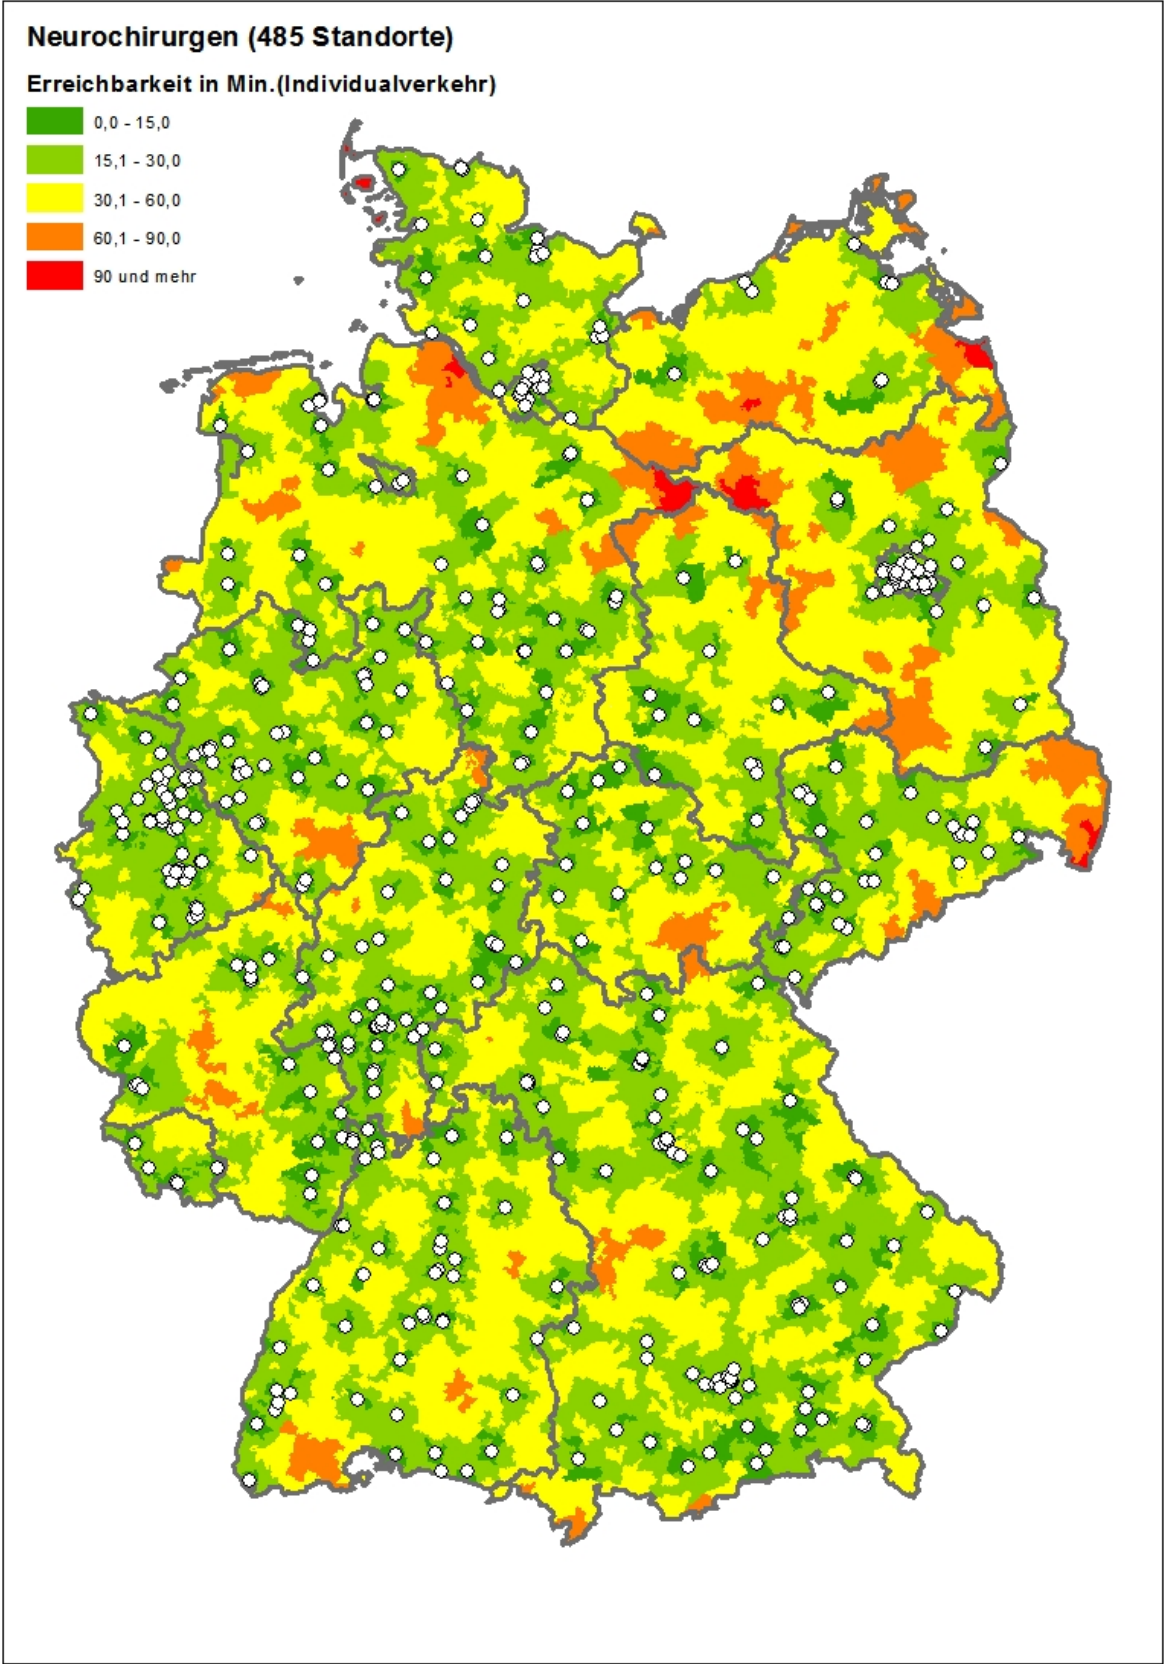 Neurochirurgen (485 Standorte)
Erreichbarkeit in Min.(Individualverkehr)
0,0 - 15,0
15,1 - 30,0
30,1 - 60,0
60,1 - 90,0
90 und mehr